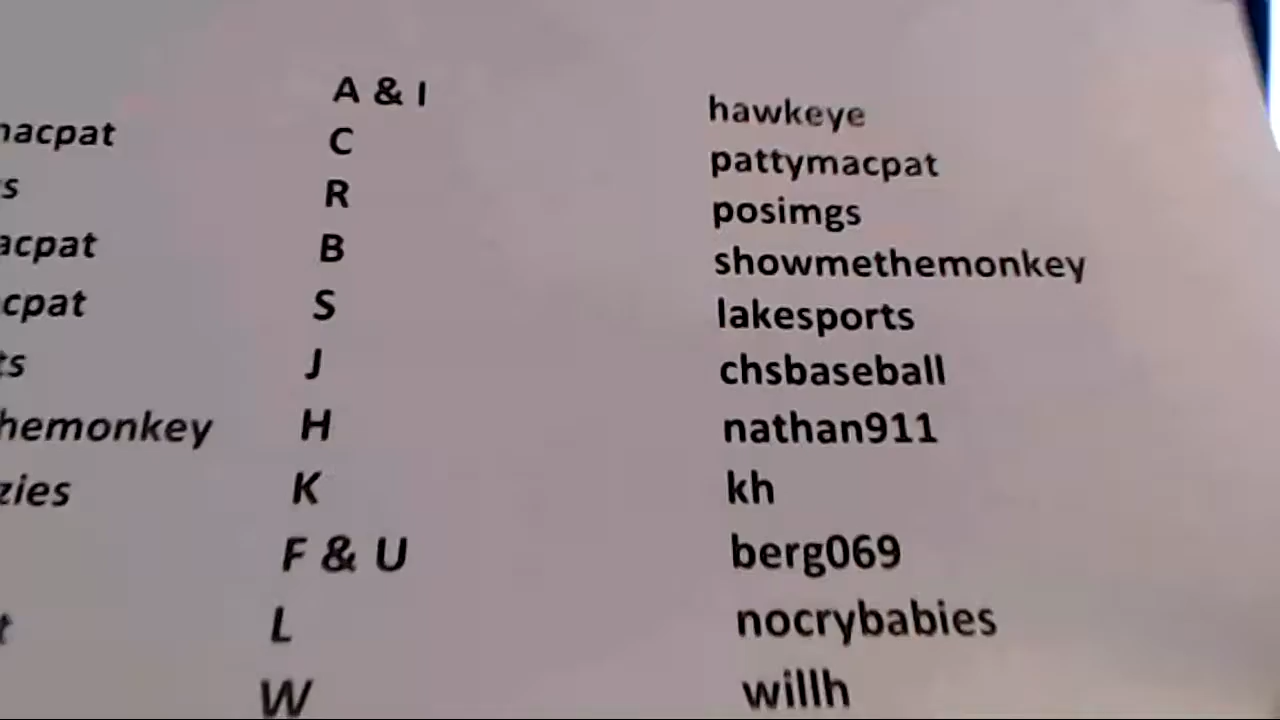 A & I hawkeye
macpat C pattymacpat
s R posimgs
acpat B showmethemonkey
cpat S lakesports
ts J chsbaseball
hemonkey H nathan911
zies K kh
F & U berg069
t L nocrybabies
W willh